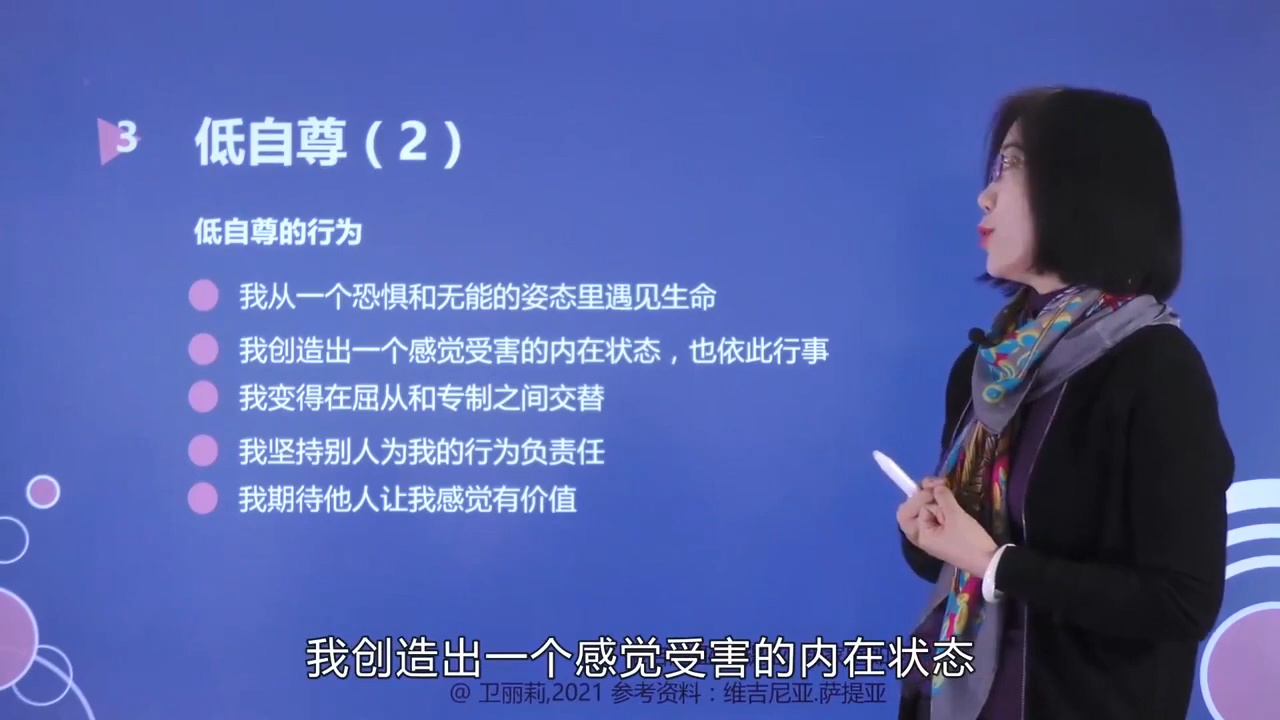 3
低自尊（2）
低自尊的行为
我从一个恐惧和无能的姿态里遇见生命
我创造出一个感觉受害的内在状态，也依此行事
我变得在屈从和专制之间交替
我坚持别人为我的行为负责任
我期待他人让我感觉有价值
我创造出一个感觉受害的内在状态
@ 卫丽莉,2021 参考资料：维吉尼亚.萨提亚